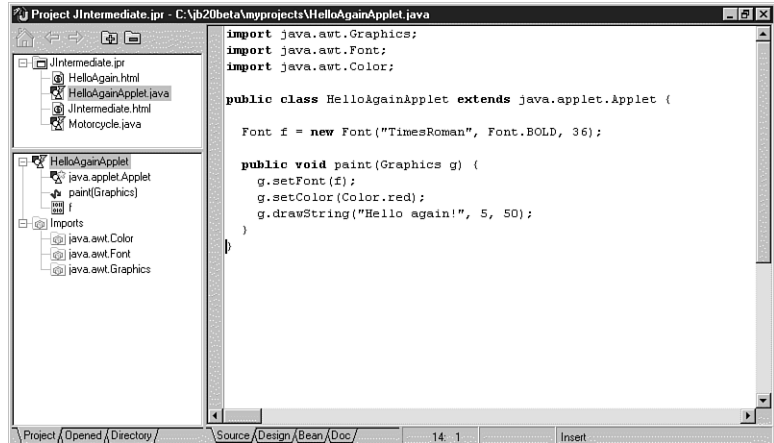 Project JIntermediate.jpr - C:\jb20beta\myprojects\HelloAgainApplet.java
JIntermediate.jpr
HelloAgain.html
HelloAgainApplet.java
JIntermediate.html
Motorcycle.java
HelloAgainApplet
java.applet.Applet
paint(Graphics)
f
Imports
java.awt.Color
java.awt.Font
java.awt.Graphics
import java.awt.Graphics;
import java.awt.Font;
import java.awt.Color;
public class HelloAgainApplet extends java.applet.Applet {
Font f = new Font("TimesRoman", Font.BOLD, 36);
public void paint(Graphics g) {
g.setFont(f);
g.setColor(Color.red);
g.drawString("Hello again!", 5, 50);
}
}
Project Opened Directory
Source Design Bean Doc 14: 1 Insert